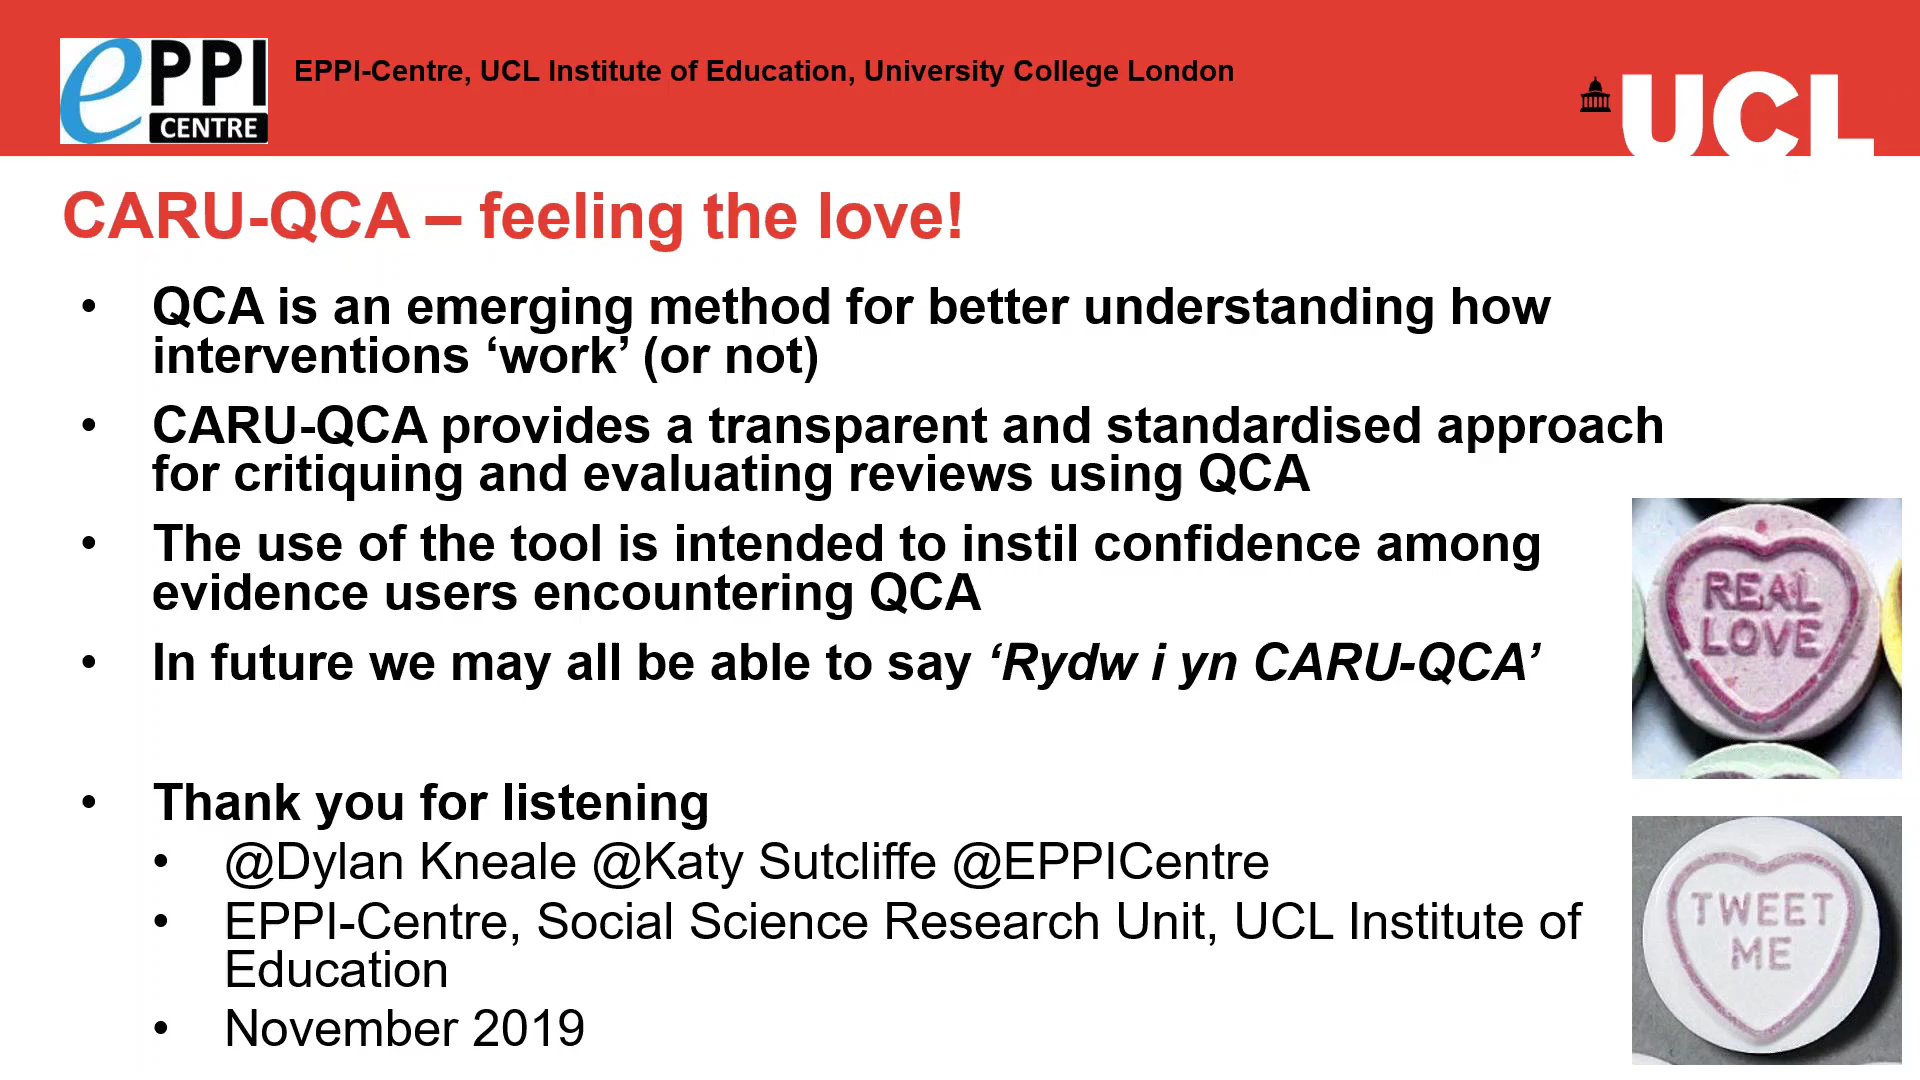 ePPI
CENTRE
EPPI-Centre, UCL Institute of Education, University College London
UCL
CARU-QCA – feeling the love!
• QCA is an emerging method for better understanding how
interventions ‘work’ (or not)
• CARU-QCA provides a transparent and standardised approach
for critiquing and evaluating reviews using QCA
• The use of the tool is intended to instil confidence among
evidence users encountering QCA
• In future we may all be able to say ‘Rydw i yn CARU-QCA’
REAL
LOVE
• Thank you for listening
• @Dylan Kneale @Katy Sutcliffe @EPPICentre
• EPPI-Centre, Social Science Research Unit, UCL Institute of
Education
• November 2019
TWEET
ME